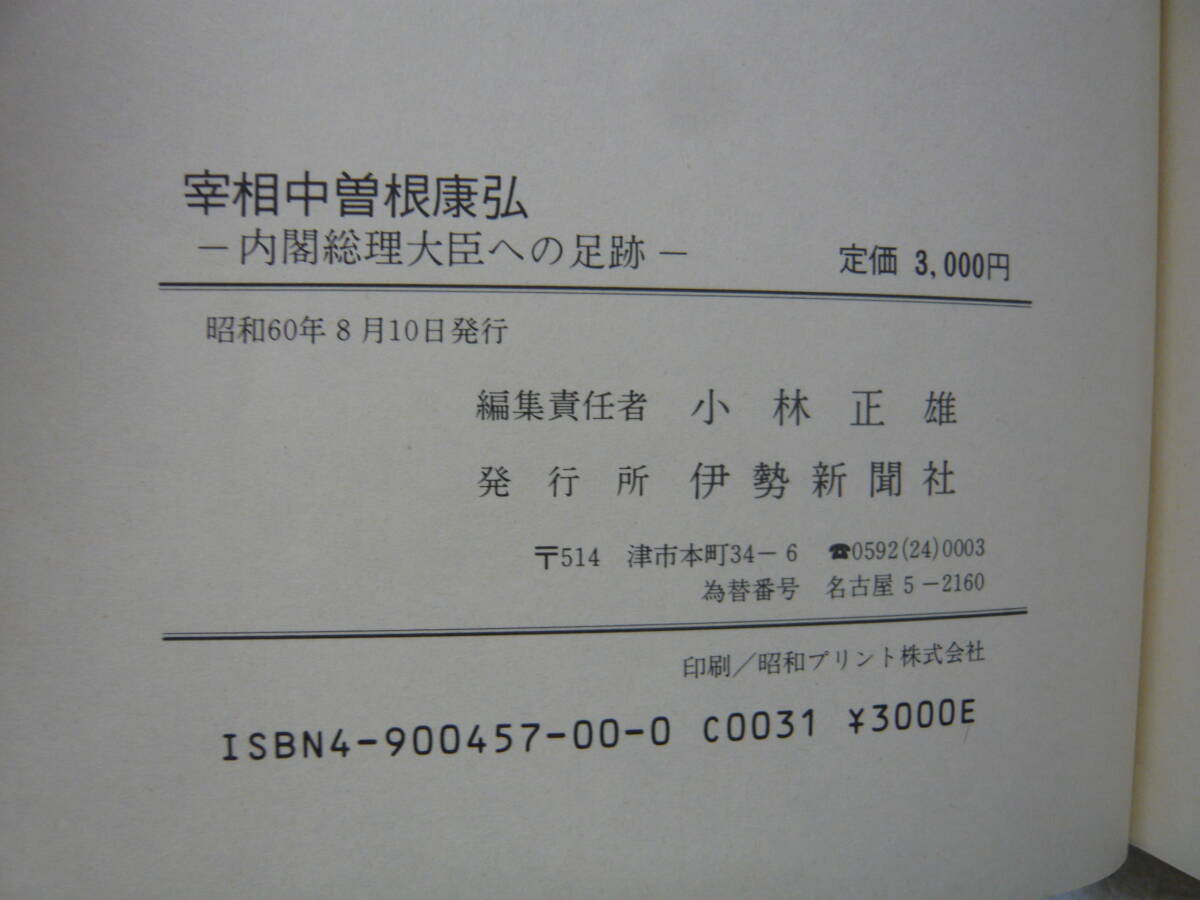 宰相中曽根康弘
－内閣総理大臣への足跡－ 定価 3,000円
昭和60年8月10日発行
編集責任者 小林正雄
発行所 伊勢新聞社
〒514 津市本町34－6 ☎0592(24)0003
為替番号 名古屋5－2160
印刷／昭和プリント株式会社
ISBN4-900457-00-0 C0031 ¥3000E